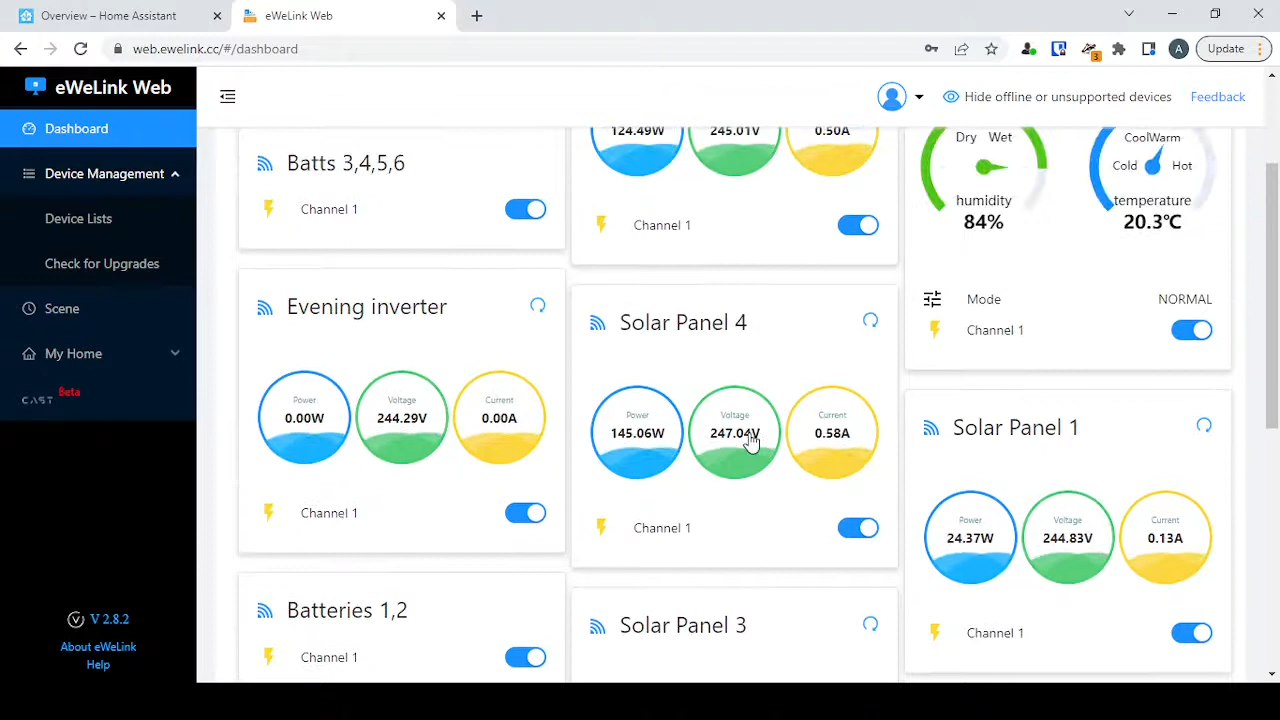 Overview – Home Assistant
eWeLink Web
web.ewelink.cc/#/dashboard
3
A
Update
eWeLink Web
Dashboard
Device Management
Device Lists
Check for Upgrades
Scene
My Home
CAST Beta
V 2.8.2
About eWeLink
Help
Hide offline or unsupported devices
Feedback
Batts 3,4,5,6
Channel 1
Evening inverter
Power
0.00W
Voltage
244.29V
Current
0.00A
Channel 1
Batteries 1,2
Channel 1
124.49W
245.01V
0.50A
Channel 1
Solar Panel 4
Power
145.06W
Voltage
247.04V
Current
0.58A
Channel 1
Solar Panel 3
Dry Wet
humidity
84%
CoolWarm
Cold Hot
temperature
20.3℃
Mode NORMAL
Channel 1
Solar Panel 1
Power
24.37W
Voltage
244.83V
Current
0.13A
Channel 1